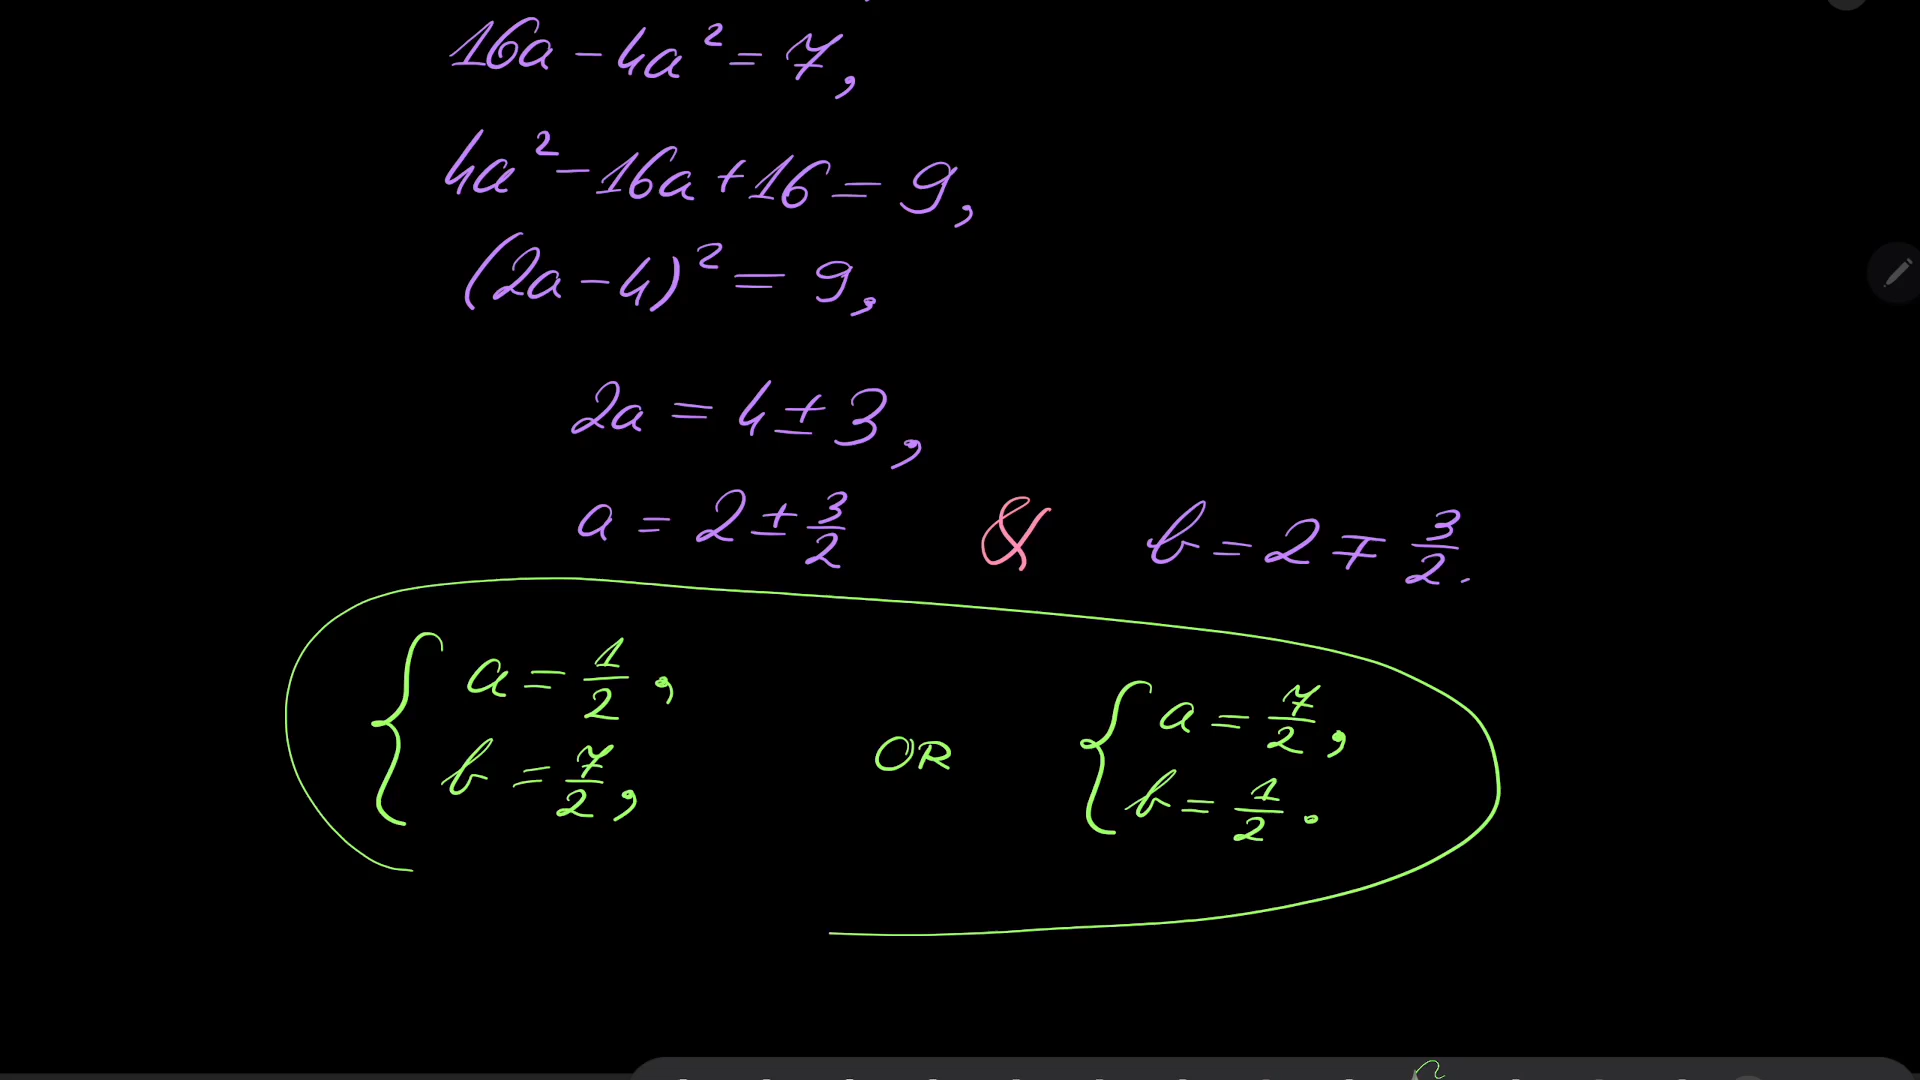 16a - 4a² = 7,
4a² - 16a + 16 = 9,
(2a - 4)² = 9,
2a = 4 ± 3,
a = 2 ± 3/2 & b = 2 ∓ 3/2.
{ a = 1/2, b = 7/2, OR { a = 7/2, b = 1/2.